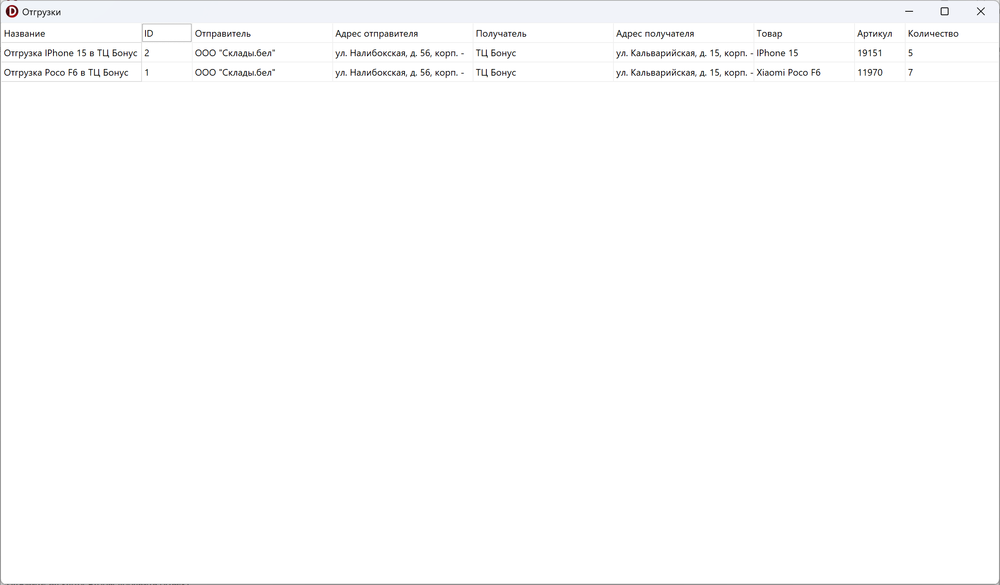 Отгрузки
Название ID Отправитель Адрес отправителя Получатель Адрес получателя Товар Артикул Количество
Отгрузка IPhone 15 в ТЦ Бонус 2 ООО "Склады.бел" ул. Налибокская, д. 56, корп. - ТЦ Бонус ул. Кальварийская, д. 15, корп. - IPhone 15 19151 5
Отгрузка Poco F6 в ТЦ Бонус 1 ООО "Склады.бел" ул. Налибокская, д. 56, корп. - ТЦ Бонус ул. Кальварийская, д. 15, корп. - Xiaomi Poco F6 11970 7